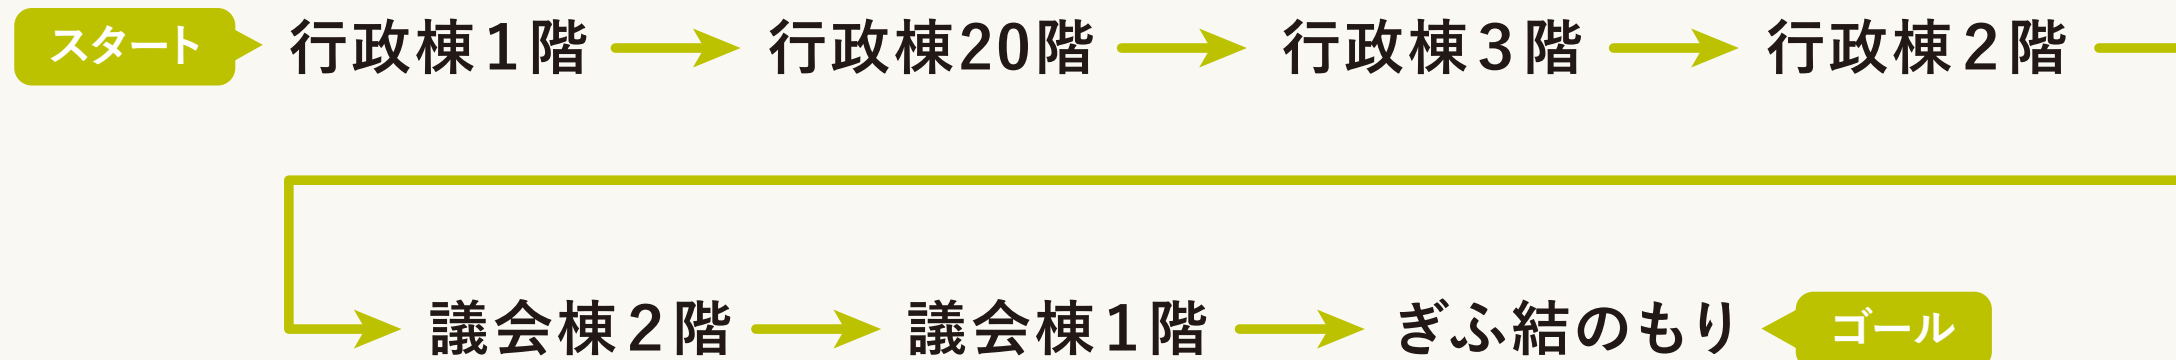 スタート 行政棟1階 → 行政棟20階 → 行政棟3階 → 行政棟2階
議会棟2階 → 議会棟1階 → ぎふ結のもり ゴール